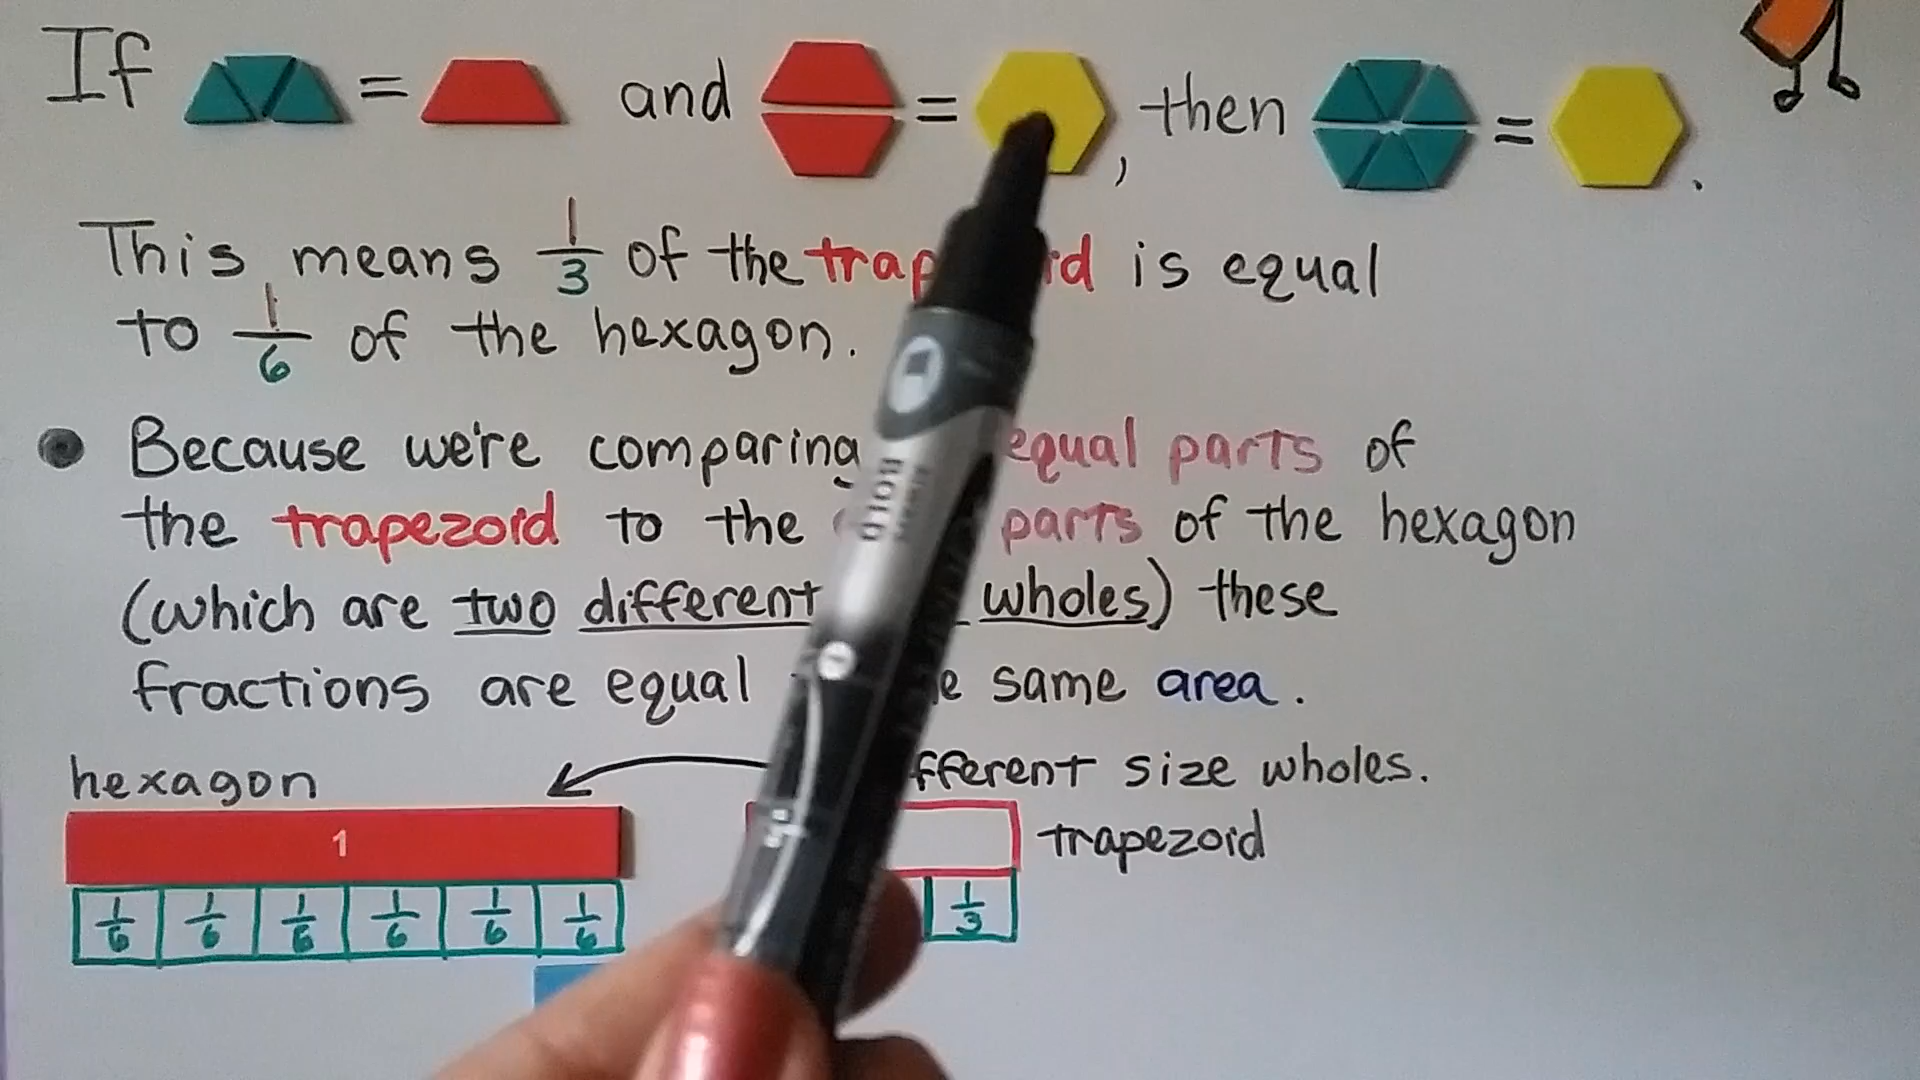 If = and = , then = .
This means 1/3 of the is equal
to 1/6 of the hexagon.
Because we're comparing equal parts of
the trapezoid to the parts of the hexagon
(which are two different wholes) these
fractions are equal same area.
hexagon size wholes.
1
trapezoid
1/6 1/6 1/6 1/6 1/6 1/6 1/3
BOLD